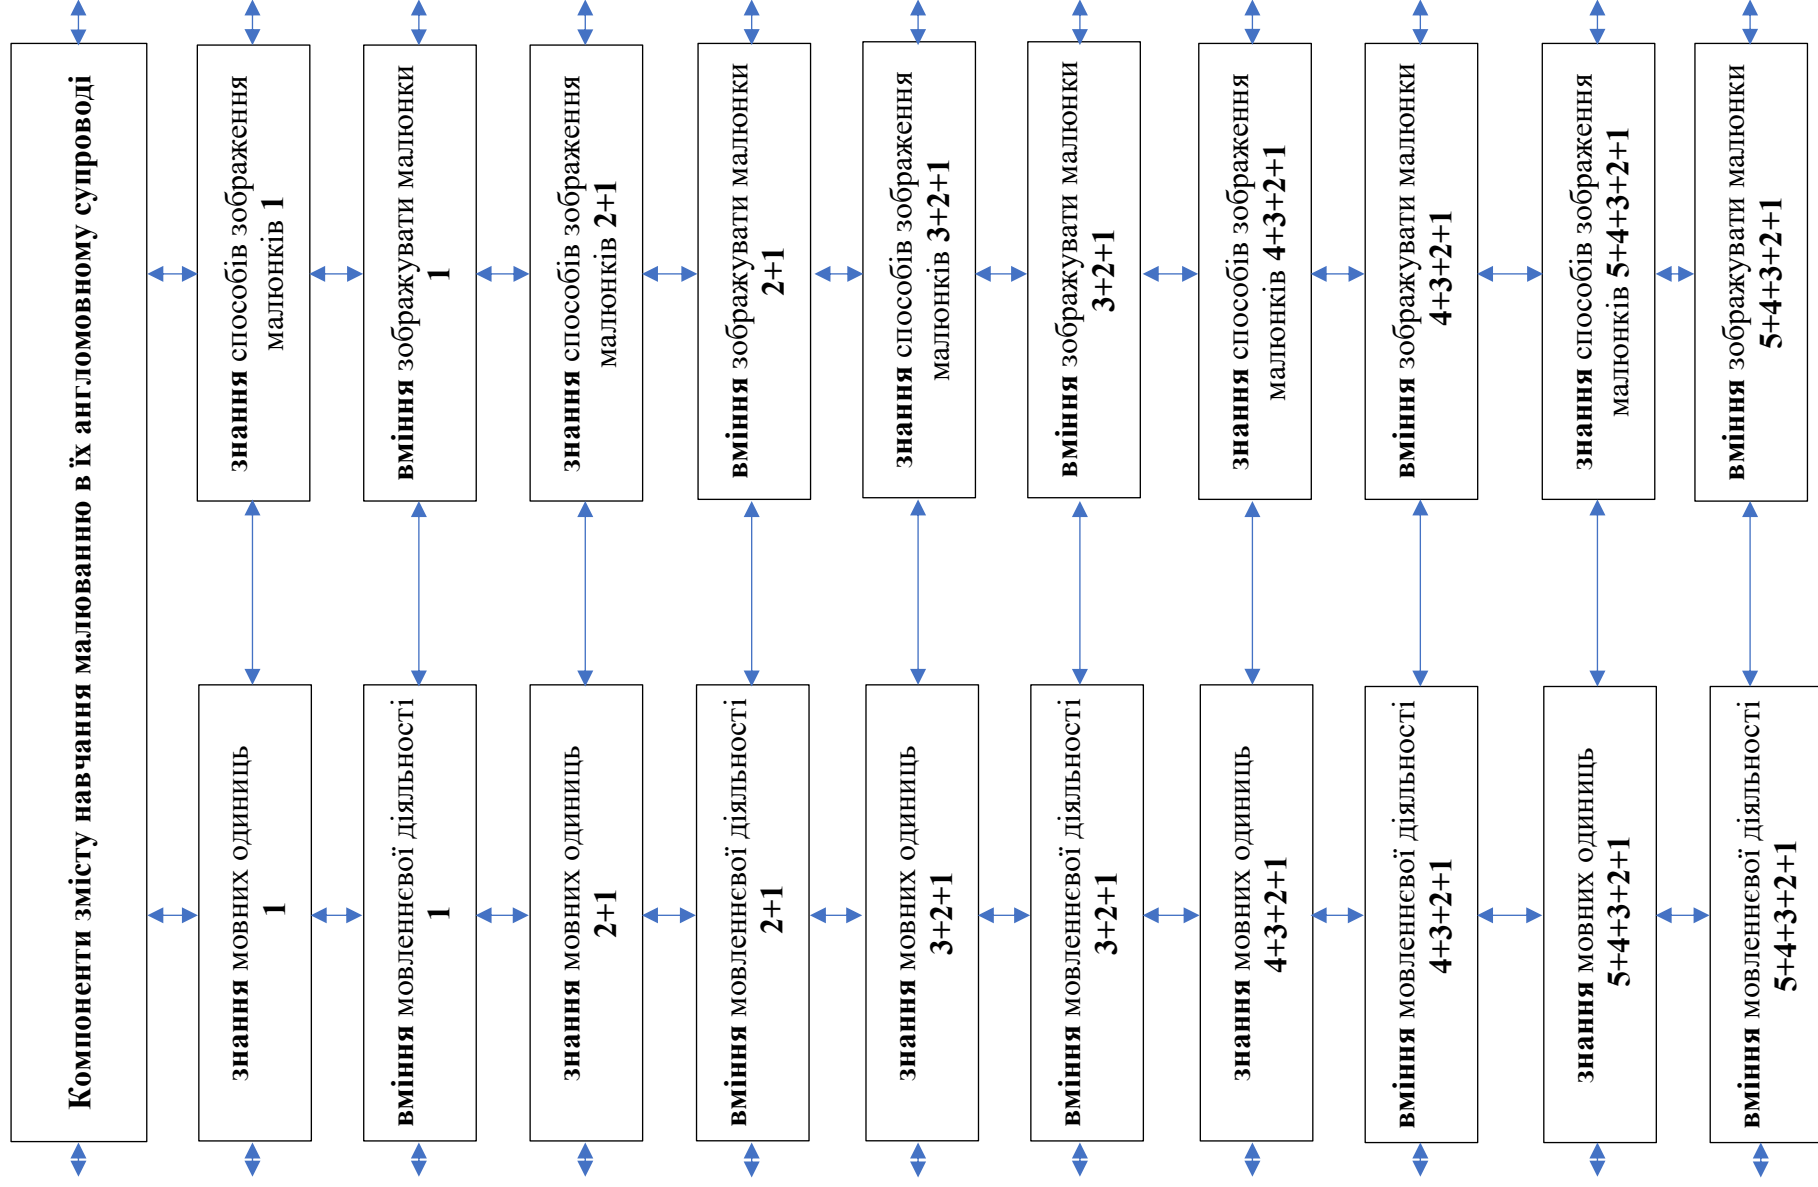 Компоненти змісту навчання малюванню в їх англомовному супроводі
знання мовних одиниць
1
знання способів зображення
малюнків 1
вміння мовленнєвої діяльності
1
вміння зображувати малюнки
1
знання мовних одиниць
2+1
знання способів зображення
малюнків 2+1
вміння мовленнєвої діяльності
2+1
вміння зображувати малюнки
2+1
знання мовних одиниць
3+2+1
знання способів зображення
малюнків 3+2+1
вміння мовленнєвої діяльності
3+2+1
вміння зображувати малюнки
3+2+1
знання мовних одиниць
4+3+2+1
знання способів зображення
малюнків 4+3+2+1
вміння мовленнєвої діяльності
4+3+2+1
вміння зображувати малюнки
4+3+2+1
знання мовних одиниць
5+4+3+2+1
знання способів зображення
малюнків 5+4+3+2+1
вміння мовленнєвої діяльності
5+4+3+2+1
вміння зображувати малюнки
5+4+3+2+1